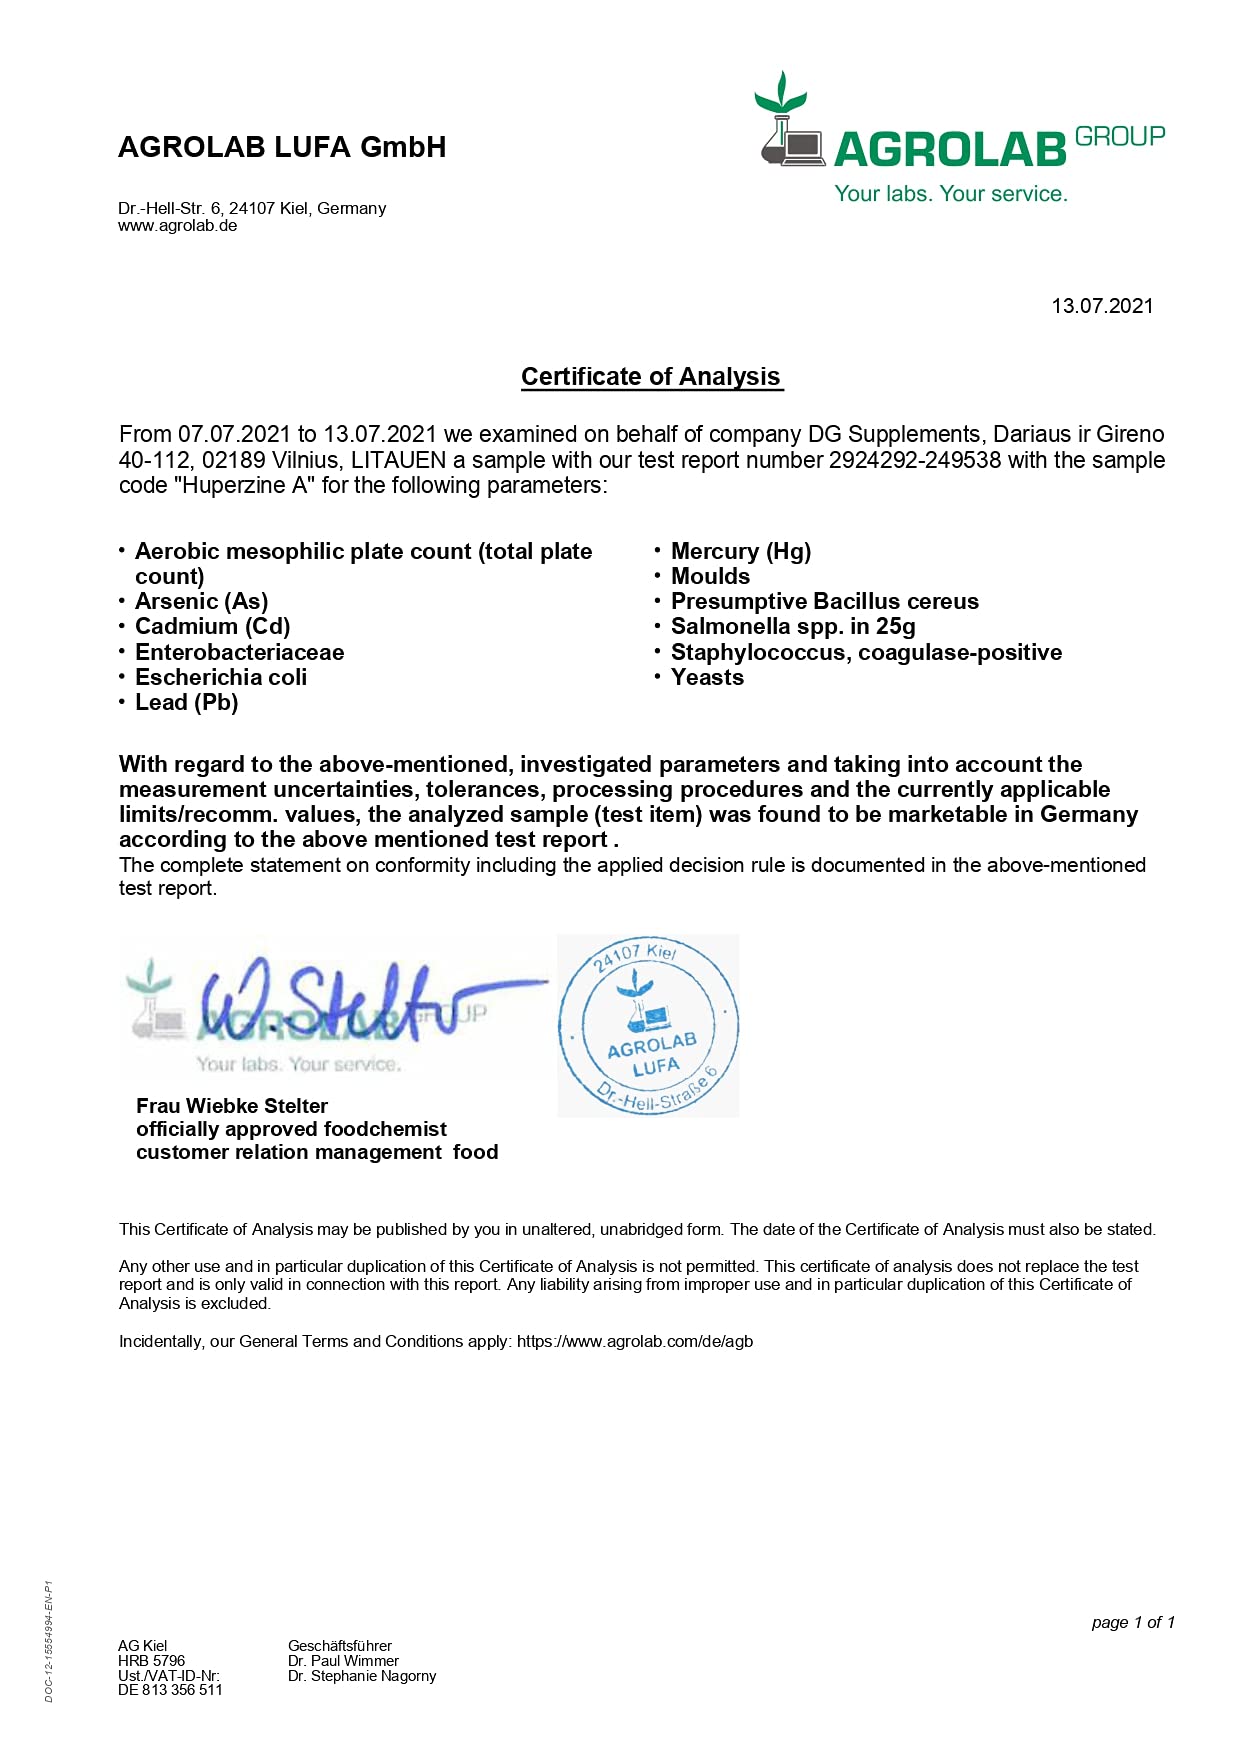 AGROLAB LUFA GmbH
AGROLAB GROUP
Your labs. Your service.
Dr.-Hell-Str. 6, 24107 Kiel, Germany
www.agrolab.de
13.07.2021
Certificate of Analysis
From 07.07.2021 to 13.07.2021 we examined on behalf of company DG Supplements, Dariaus ir Gireno
40-112, 02189 Vilnius, LITAUEN a sample with our test report number 2924292-249538 with the sample
code "Huperzine A" for the following parameters:
• Aerobic mesophilic plate count (total plate
count)
• Arsenic (As)
• Cadmium (Cd)
• Enterobacteriaceae
• Escherichia coli
• Lead (Pb)
• Mercury (Hg)
• Moulds
• Presumptive Bacillus cereus
• Salmonella spp. in 25g
• Staphylococcus, coagulase-positive
• Yeasts
With regard to the above-mentioned, investigated parameters and taking into account the
measurement uncertainties, tolerances, processing procedures and the currently applicable
limits/recomm. values, the analyzed sample (test item) was found to be marketable in Germany
according to the above mentioned test report .
The complete statement on conformity including the applied decision rule is documented in the above-mentioned
test report.
W. Stelter
AGROLAB GROUP
Your labs. Your service.
24107 Kiel
AGROLAB
LUFA
Dr.-Hell-Straße 6
Frau Wiebke Stelter
officially approved foodchemist
customer relation management  food
This Certificate of Analysis may be published by you in unaltered, unabridged form. The date of the Certificate of Analysis must also be stated.
Any other use and in particular duplication of this Certificate of Analysis is not permitted. This certificate of analysis does not replace the test
report and is only valid in connection with this report. Any liability arising from improper use and in particular duplication of this Certificate of
Analysis is excluded.
Incidentally, our General Terms and Conditions apply: https://www.agrolab.com/de/agb
DOC-12-15554994-EN-P1
page 1 of 1
AG Kiel
HRB 5796
Ust./VAT-ID-Nr:
DE 813 356 511
Geschäftsführer
Dr. Paul Wimmer
Dr. Stephanie Nagorny